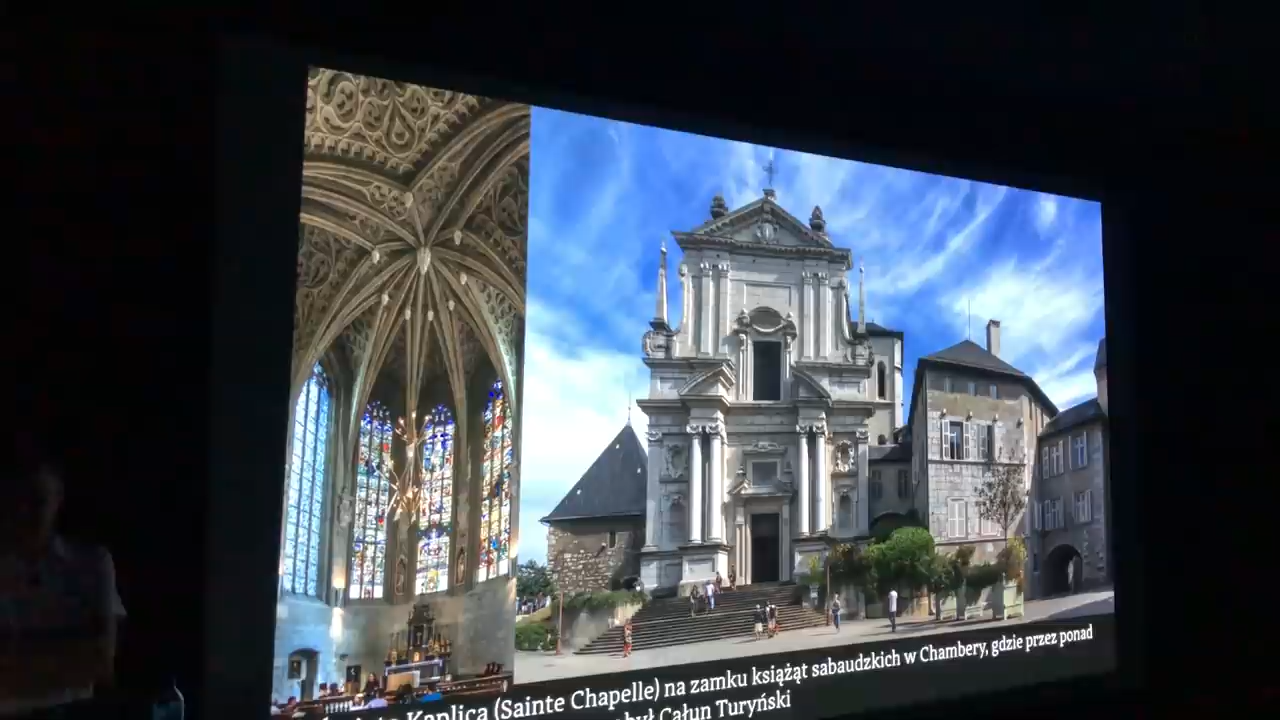 Kaplica (Sainte Chapelle) na zamku książąt sabaudzkich w Chambery, gdzie przez ponad
był Całun Turyński